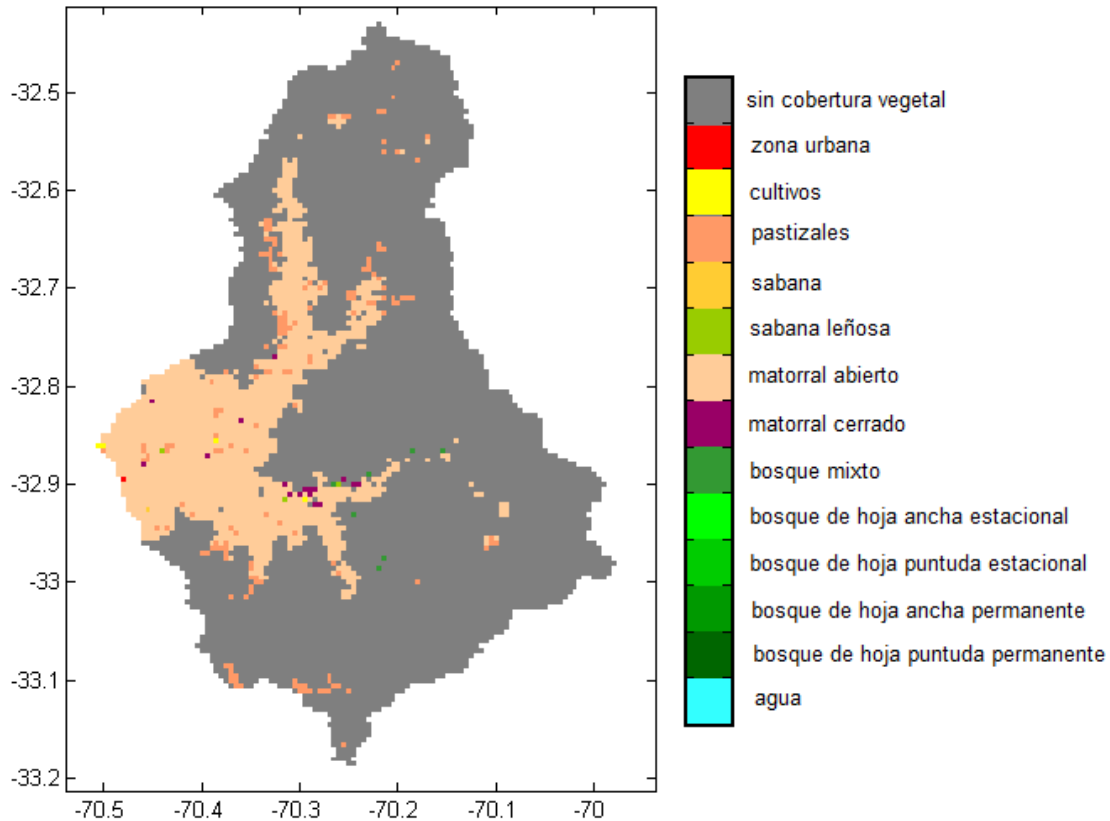 -32.5
-32.6
-32.7
-32.8
-32.9
-33
-33.1
-33.2
-70.5 -70.4 -70.3 -70.2 -70.1 -70
sin cobertura vegetal
zona urbana
cultivos
pastizales
sabana
sabana leñosa
matorral abierto
matorral cerrado
bosque mixto
bosque de hoja ancha estacional
bosque de hoja puntuda estacional
bosque de hoja ancha permanente
bosque de hoja puntuda permanente
agua